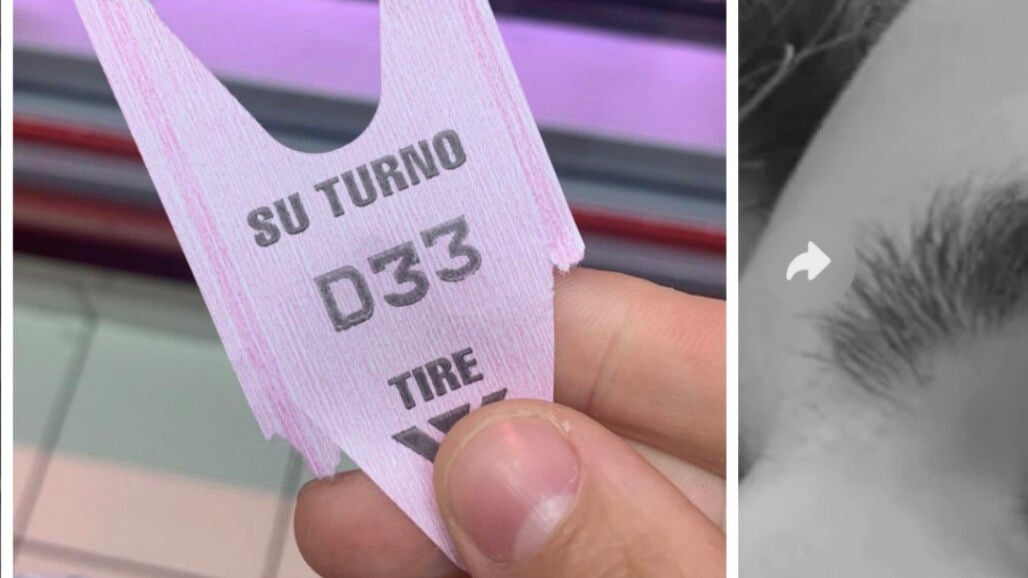 SU TURNO
D33
TIRE